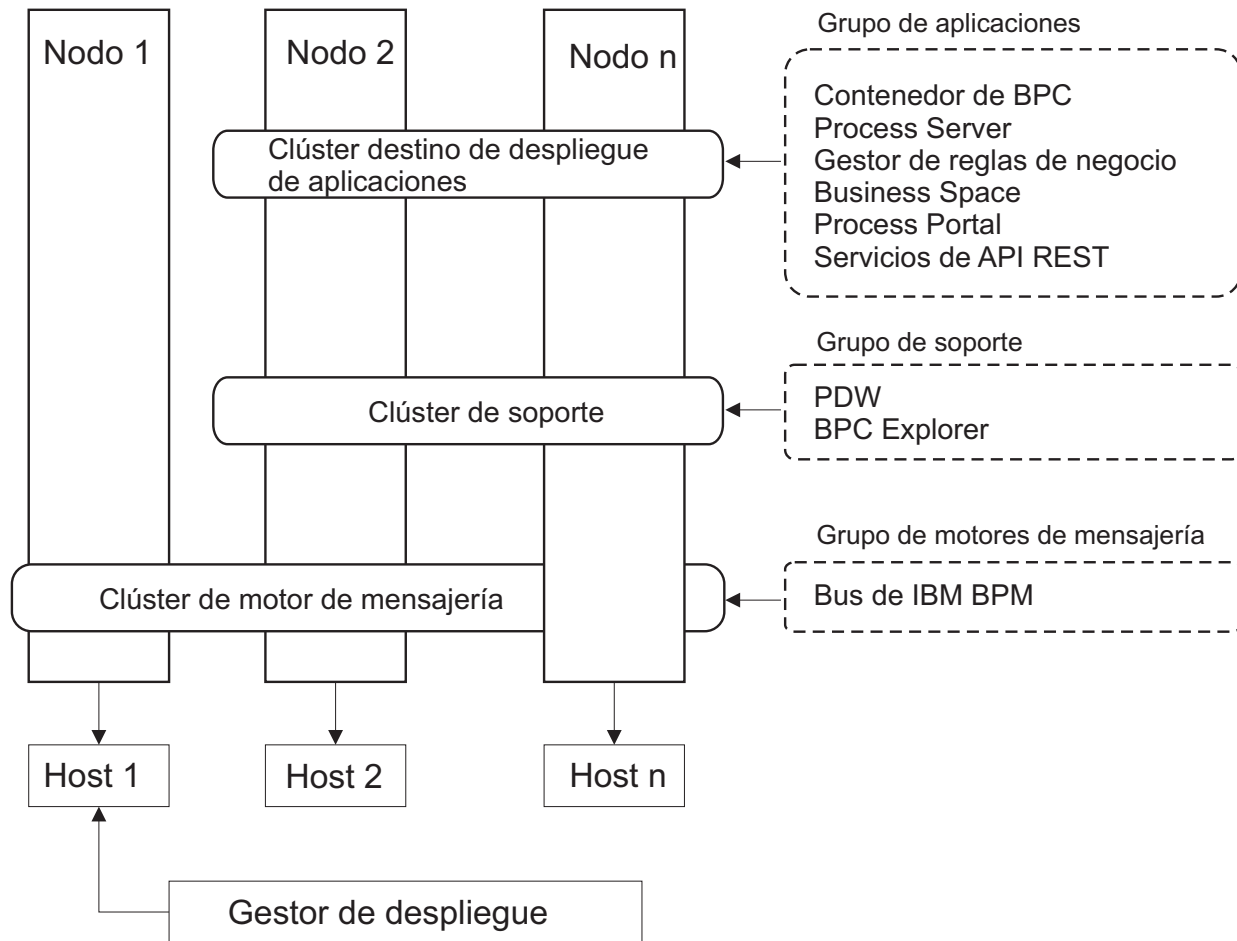 Nodo 1
Nodo 2
Nodo n
Grupo de aplicaciones
Contenedor de BPC
Process Server
Gestor de reglas de negocio
Business Space
Process Portal
Servicios de API REST
Clúster destino de despliegue
de aplicaciones
Grupo de soporte
PDW
BPC Explorer
Clúster de soporte
Grupo de motores de mensajería
Bus de IBM BPM
Clúster de motor de mensajería
Host 1
Host 2
Host n
Gestor de despliegue